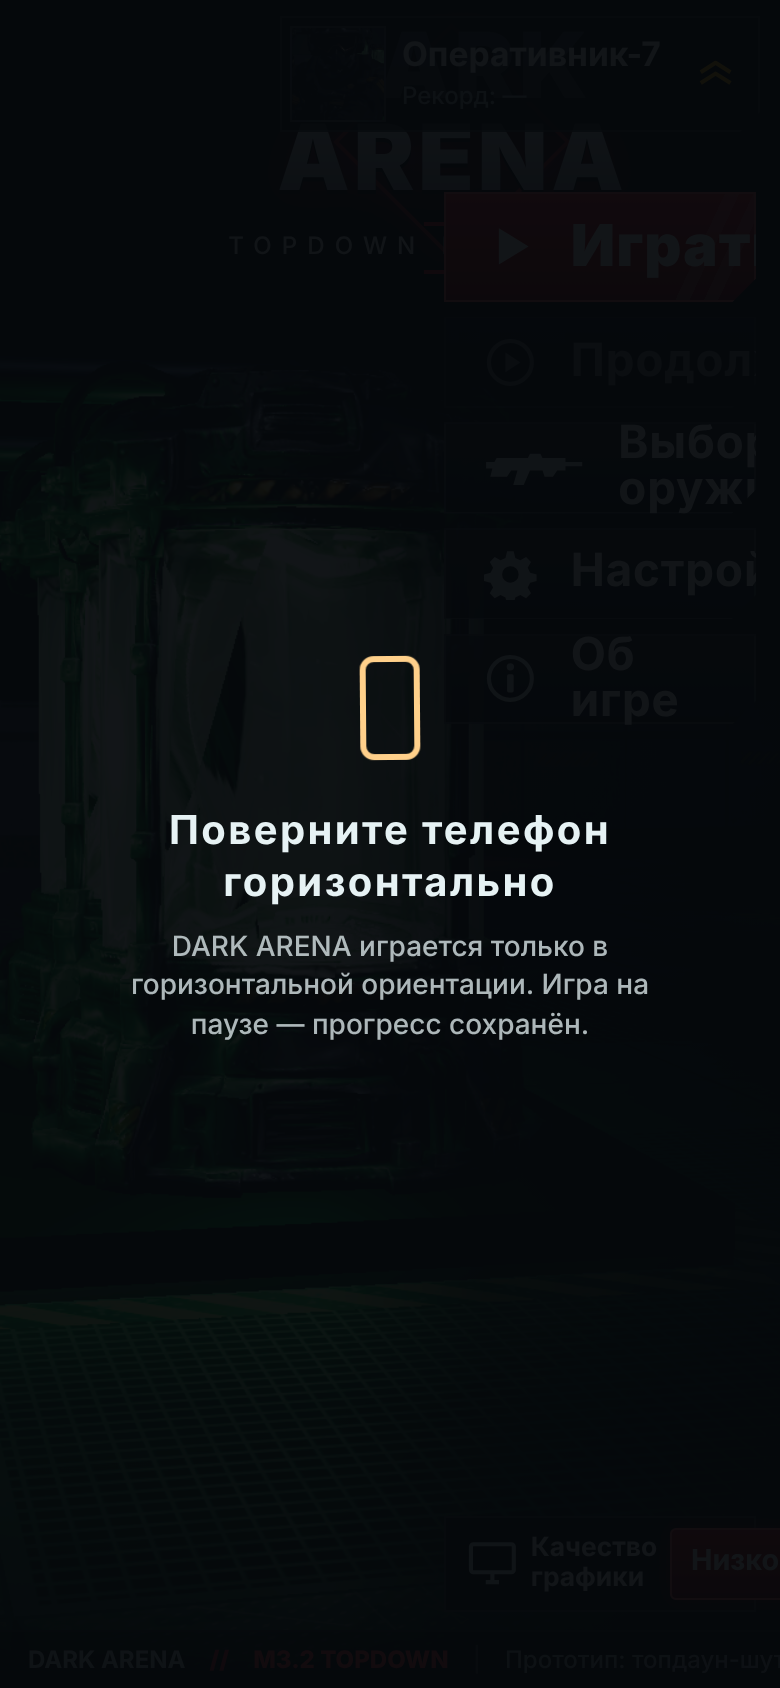 Оперативник-7
Рекорд: —
ARENA
TOPDOWN
Играт
Продол
Выбор
оруж
Настрой
Об
игре
Поверните телефон
горизонтально
DARK ARENA играется только в
горизонтальной ориентации. Игра на
паузе — прогресс сохранён.
Качество
графики
Низко
DARK ARENA // M3.2 TOPDOWN | Прототип: топдаун-шут